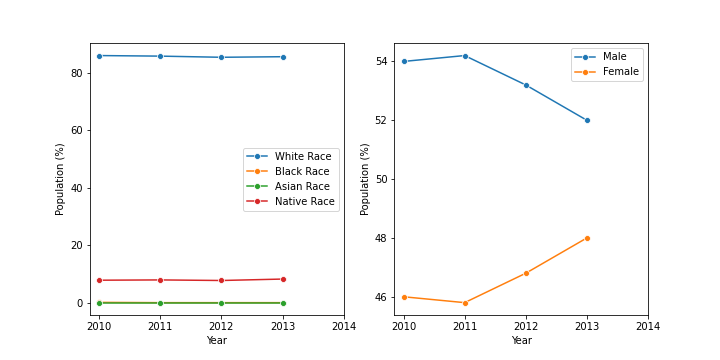 80
60
40
20
0
Population (%)
2010 2011 2012 2013 2014
Year
White Race
Black Race
Asian Race
Native Race
54
52
50
48
46
Population (%)
2010 2011 2012 2013 2014
Year
Male
Female